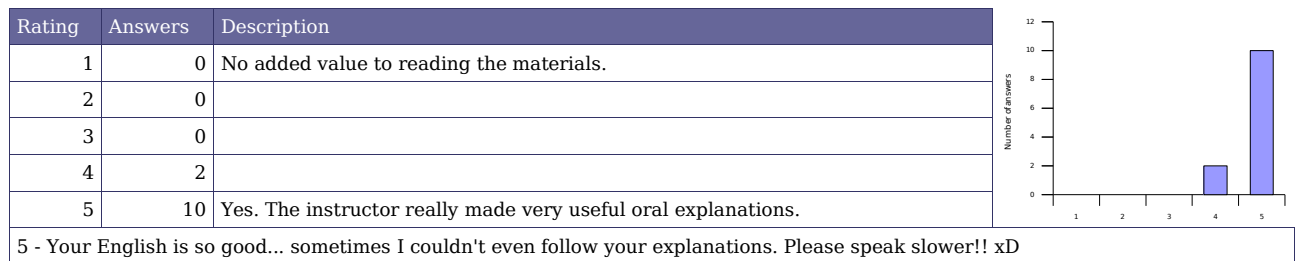 Rating Answers Description
1 0 No added value to reading the materials.
2 0
3 0
4 2
5 10 Yes. The instructor really made very useful oral explanations.
12
10
8
6
4
2
0
Number of answers
1 2 3 4 5
5 - Your English is so good... sometimes I couldn't even follow your explanations. Please speak slower!! xD